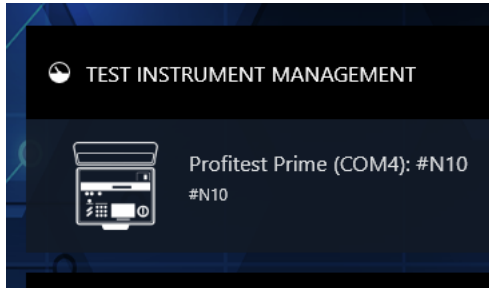 TEST INSTRUMENT MANAGEMENT
Profitest Prime (COM4): #N10
#N10